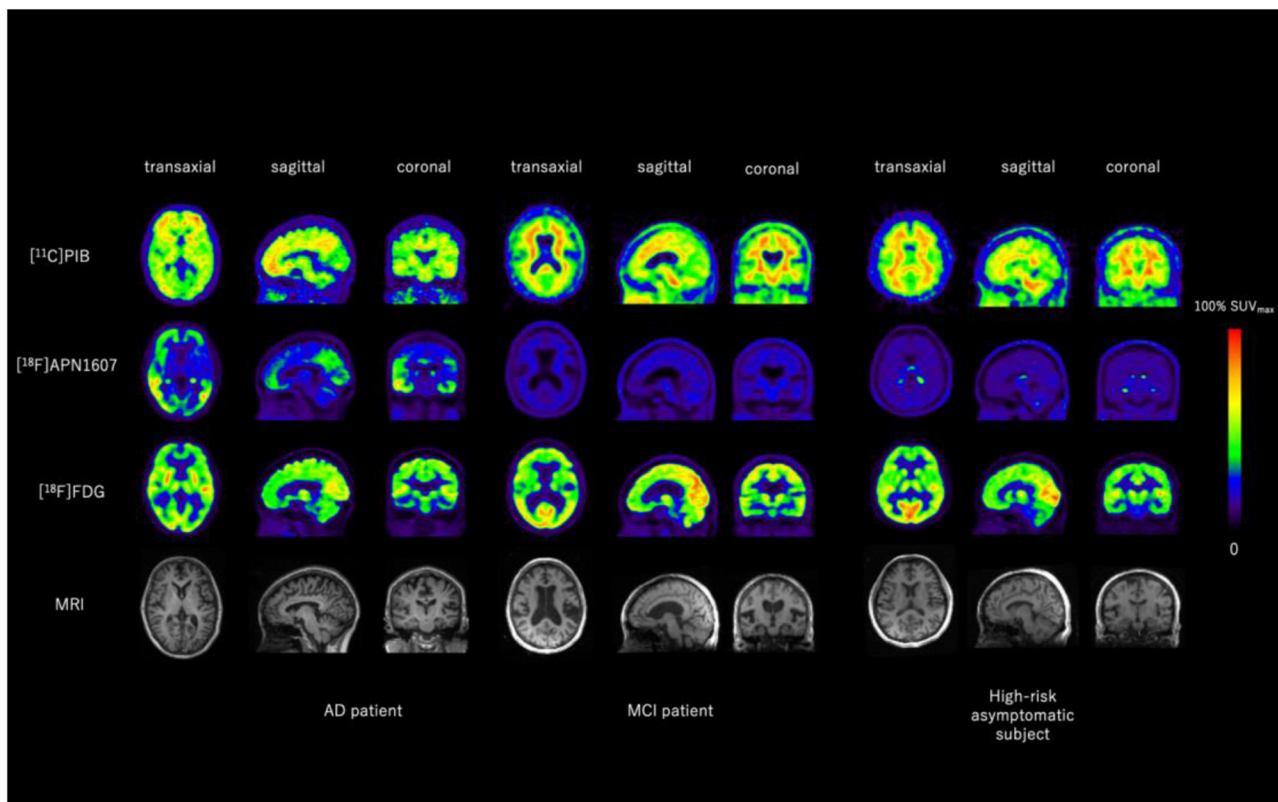 transaxial sagittal coronal transaxial sagittal coronal transaxial sagittal coronal
[¹¹C]PIB
100% SUVmax
[¹⁸F]APN1607
[¹⁸F]FDG
0
MRI
AD patient
MCI patient
High-risk
asymptomatic
subject